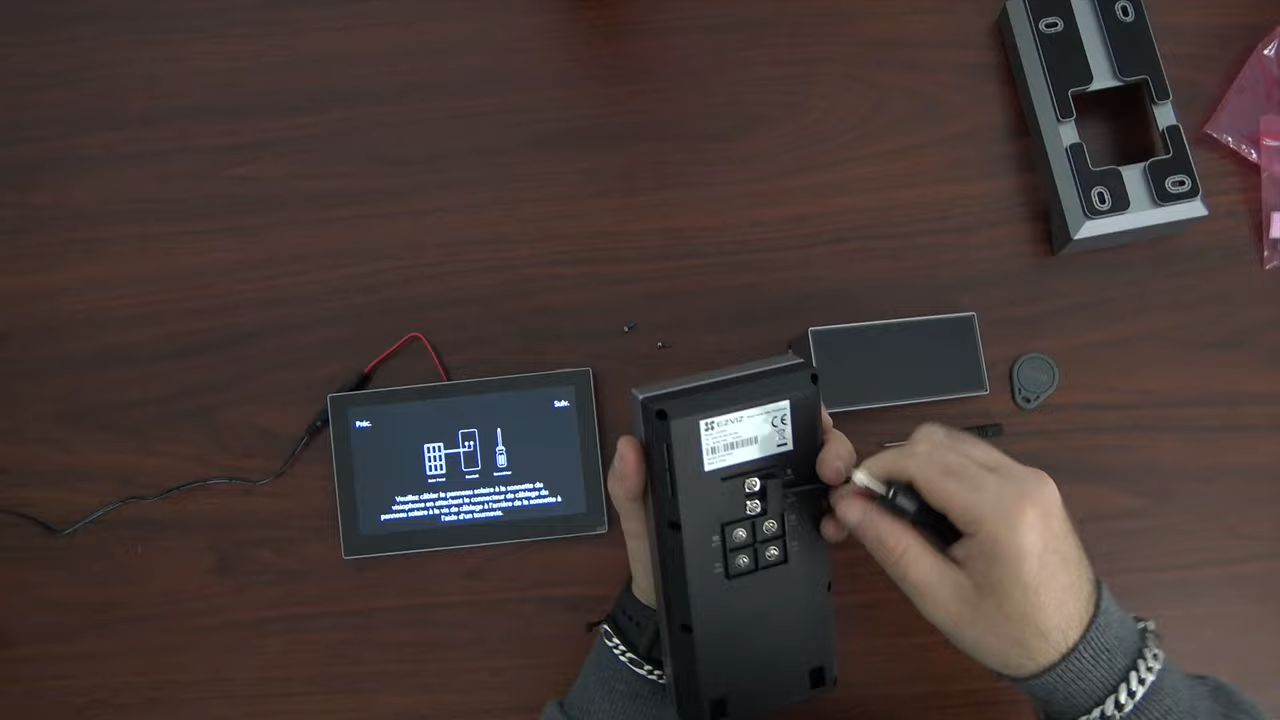 Préc.
Suiv.
Veuillez câbler le panneau solaire à la sonnette du
visiophone en attachant le connecteur de câblage du
panneau solaire à la vis de câblage à l'arrière de la sonnette à
l'aide d'un tournevis.
EZVIZ
CE